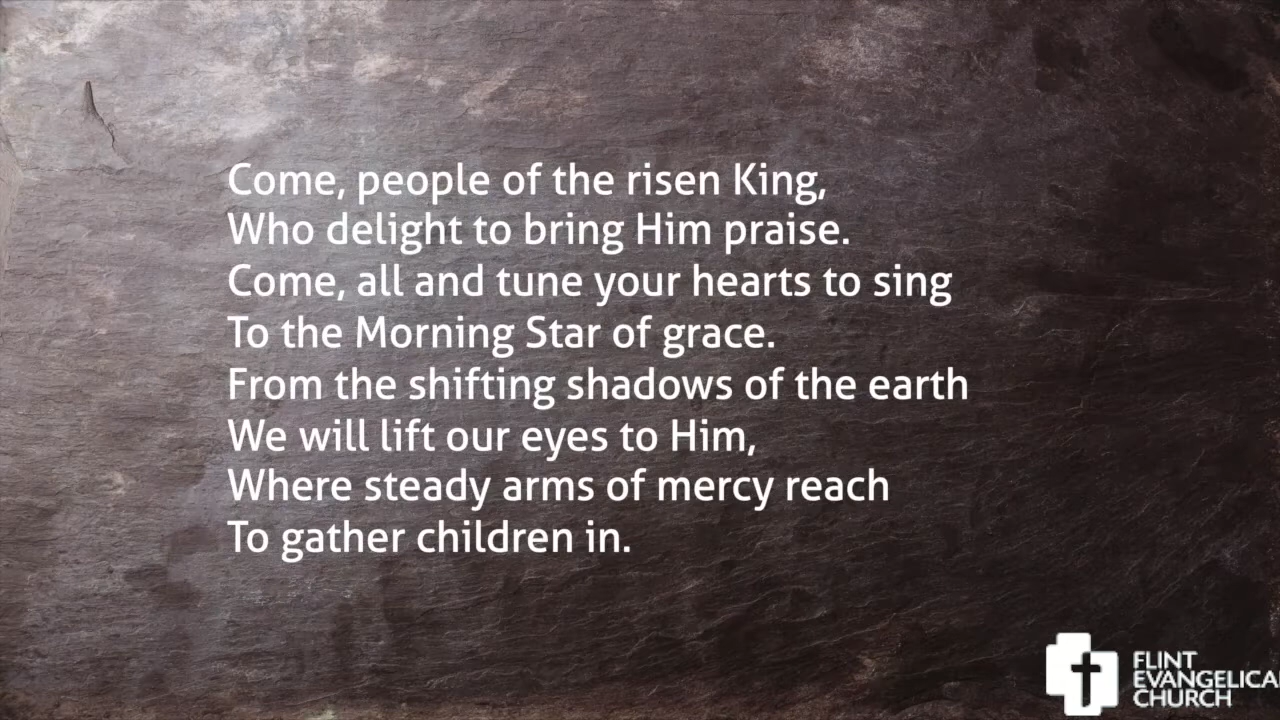 Come, people of the risen King,
Who delight to bring Him praise.
Come, all and tune your hearts to sing
To the Morning Star of grace.
From the shifting shadows of the earth
We will lift our eyes to Him,
Where steady arms of mercy reach
To gather children in.
FLINT
EVANGELICA
CHURCH